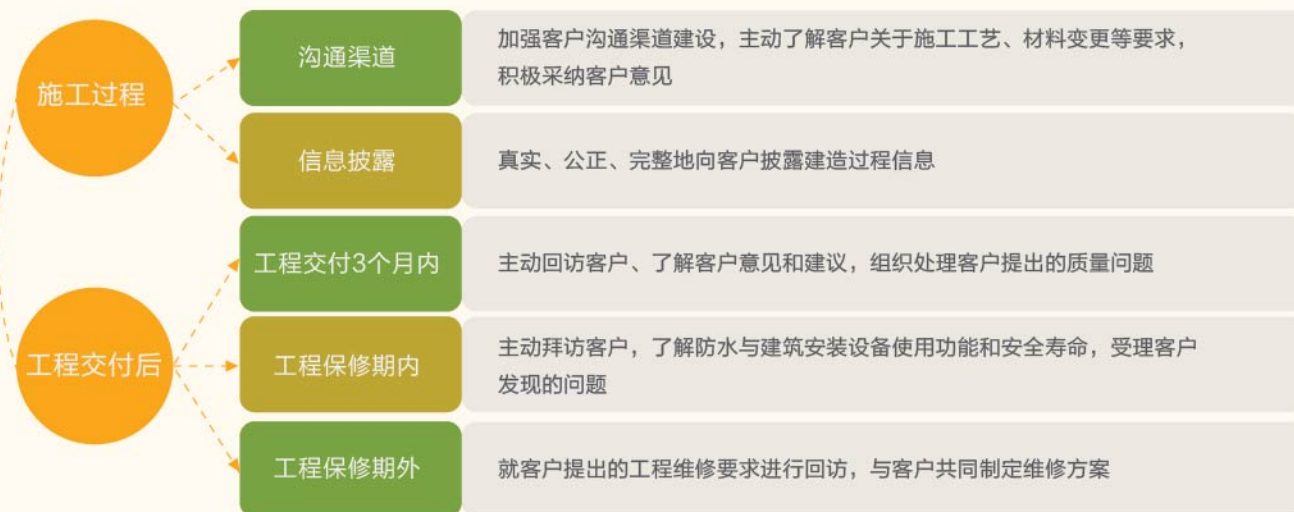 施工过程
沟通渠道
加强客户沟通渠道建设，主动了解客户关于施工工艺、材料变更等要求，
积极采纳客户意见
信息披露
真实、公正、完整地向客户披露建造过程信息
工程交付后
工程交付3个月内
主动回访客户、了解客户意见和建议，组织处理客户提出的质量问题
工程保修期内
主动拜访客户，了解防水与建筑安装设备使用功能和安全寿命，受理客户
发现的问题
工程保修期外
就客户提出的工程维修要求进行回访，与客户共同制定维修方案